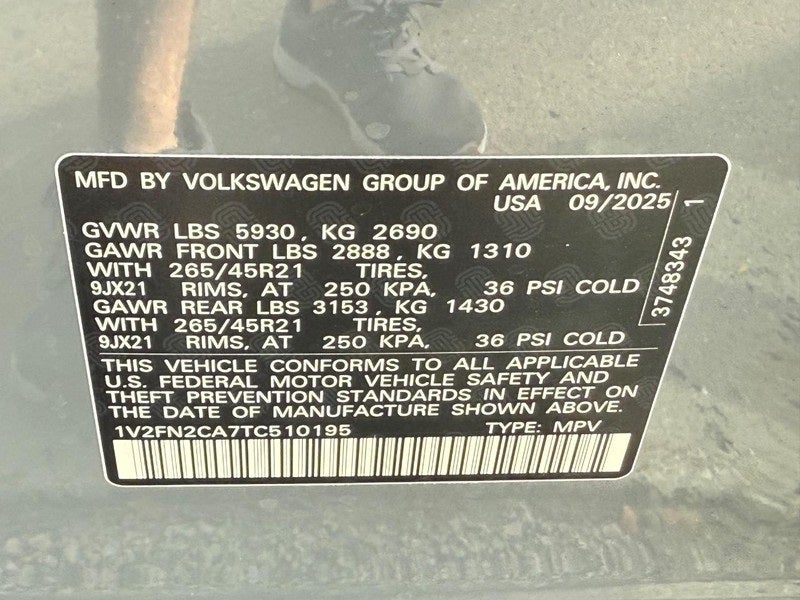 MFD BY VOLKSWAGEN GROUP OF AMERICA, INC.
USA 09/2025
GVWR LBS 5930, KG 2690
GAWR FRONT LBS 2888, KG 1310
WITH 265/45R21 TIRES,
9JX21 RIMS, AT 250 KPA, 36 PSI COLD
GAWR REAR LBS 3153, KG 1430
WITH 265/45R21 TIRES,
9JX21 RIMS, AT 250 KPA, 36 PSI COLD
THIS VEHICLE CONFORMS TO ALL APPLICABLE
U.S. FEDERAL MOTOR VEHICLE SAFETY AND
THEFT PREVENTION STANDARDS IN EFFECT ON
THE DATE OF MANUFACTURE SHOWN ABOVE.
1V2FN2CA7TC510195 TYPE: MPV
3748343 1